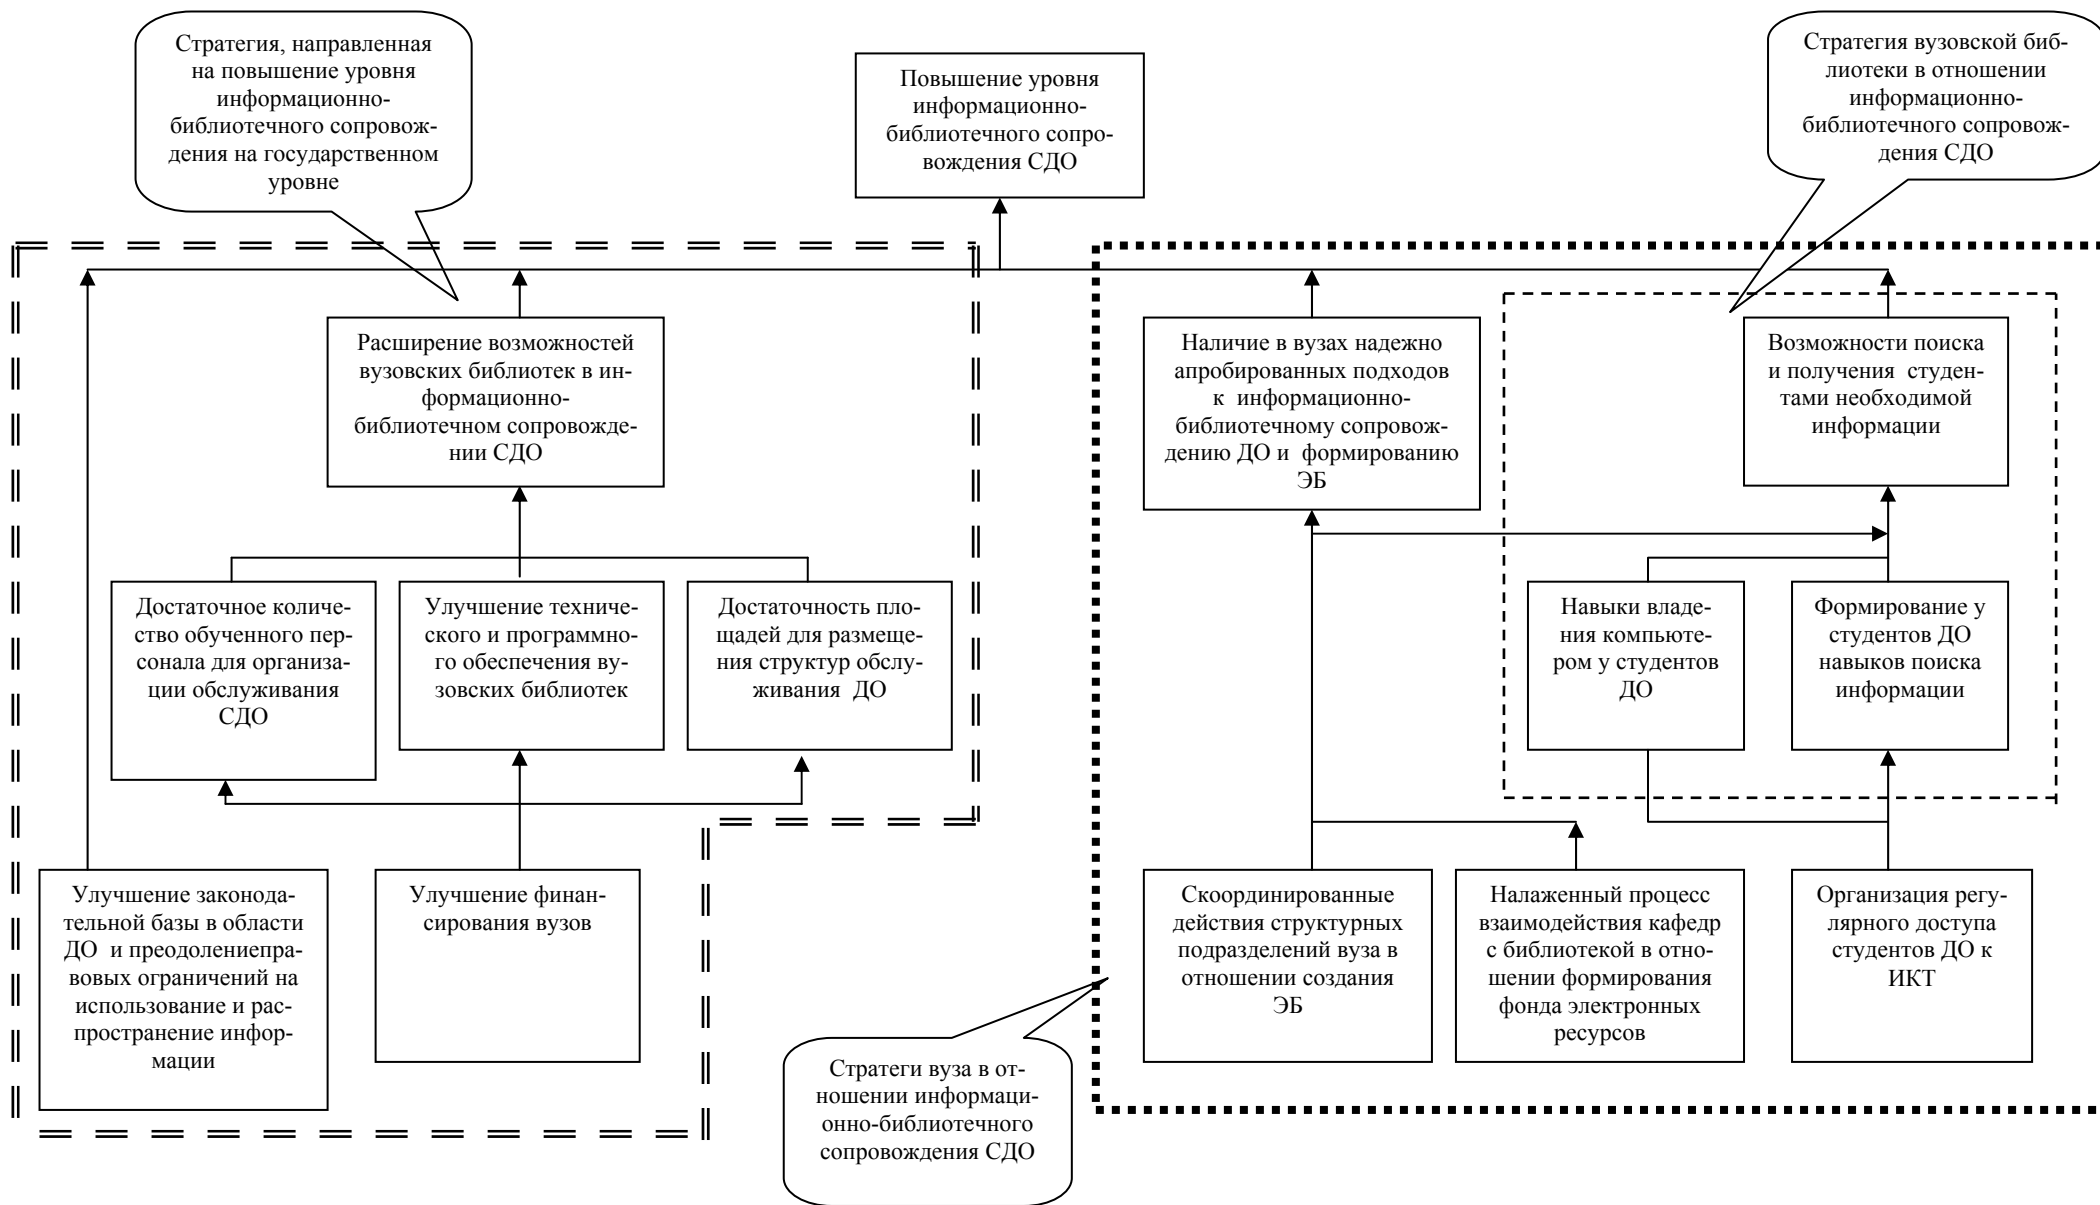 Стратегия, направленная
на повышение уровня
информационно-
библиотечного сопровож-
дения на государственном
уровне
Повышение уровня
информационно-
библиотечного сопро-
вождения СДО
Стратегия вузовской биб-
лиотеки в отношении
информационно-
библиотечного сопровож-
дения СДО
Расширение возможностей
вузовских библиотек в ин-
формационно-
библиотечном сопровожде-
нии СДО
Наличие в вузах надежно
апробированных подходов
к информационно-
библиотечному сопровож-
дению ДО и формированию
ЭБ
Возможности поиска
и получения студен-
тами необходимой
информации
Достаточное количе-
ство обученного пер-
сонала для организа-
ции обслуживания
СДО
Улучшение техниче-
ского и программно-
го обеспечения ву-
зовских библиотек
Достаточность пло-
щадей для размеще-
ния структур обслу-
живания ДО
Навыки владе-
ния компьюте-
ром у студентов
ДО
Формирование у
студентов ДО
навыков поиска
информации
Улучшение законода-
тельной базы в области
ДО и преодолениепра-
вовых ограничений на
использование и рас-
пространение инфор-
мации
Улучшение финан-
сирования вузов
Скоординированные
действия структурных
подразделений вуза в
отношении создания
ЭБ
Налаженный процесс
взаимодействия кафедр
с библиотекой в отно-
шении формирования
фонда электронных
ресурсов
Организация регу-
лярного доступа
студентов ДО к
ИКТ
Стратеги вуза в от-
ношении информаци-
онно-библиотечного
сопровождения СДО